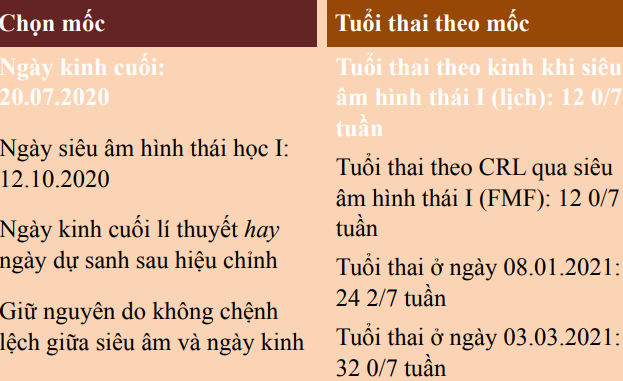 Chọn mốc
Ngày kinh cuối:
20.07.2020
Ngày siêu âm hình thái học I:
12.10.2020
Ngày kinh cuối lí thuyết hay
ngày dự sanh sau hiệu chỉnh
Giữ nguyên do không chệnh
lệch giữa siêu âm và ngày kinh
Tuổi thai theo mốc
Tuổi thai theo kinh khi siêu
âm hình thái I (lịch): 12 0/7
tuần
Tuổi thai theo CRL qua siêu
âm hình thái I (FMF): 12 0/7
tuần
Tuổi thai ở ngày 08.01.2021:
24 2/7 tuần
Tuổi thai ở ngày 03.03.2021:
32 0/7 tuần